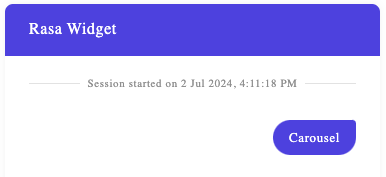 Rasa Widget
Session started on 2 Jul 2024, 4:11:18 PM
Carousel